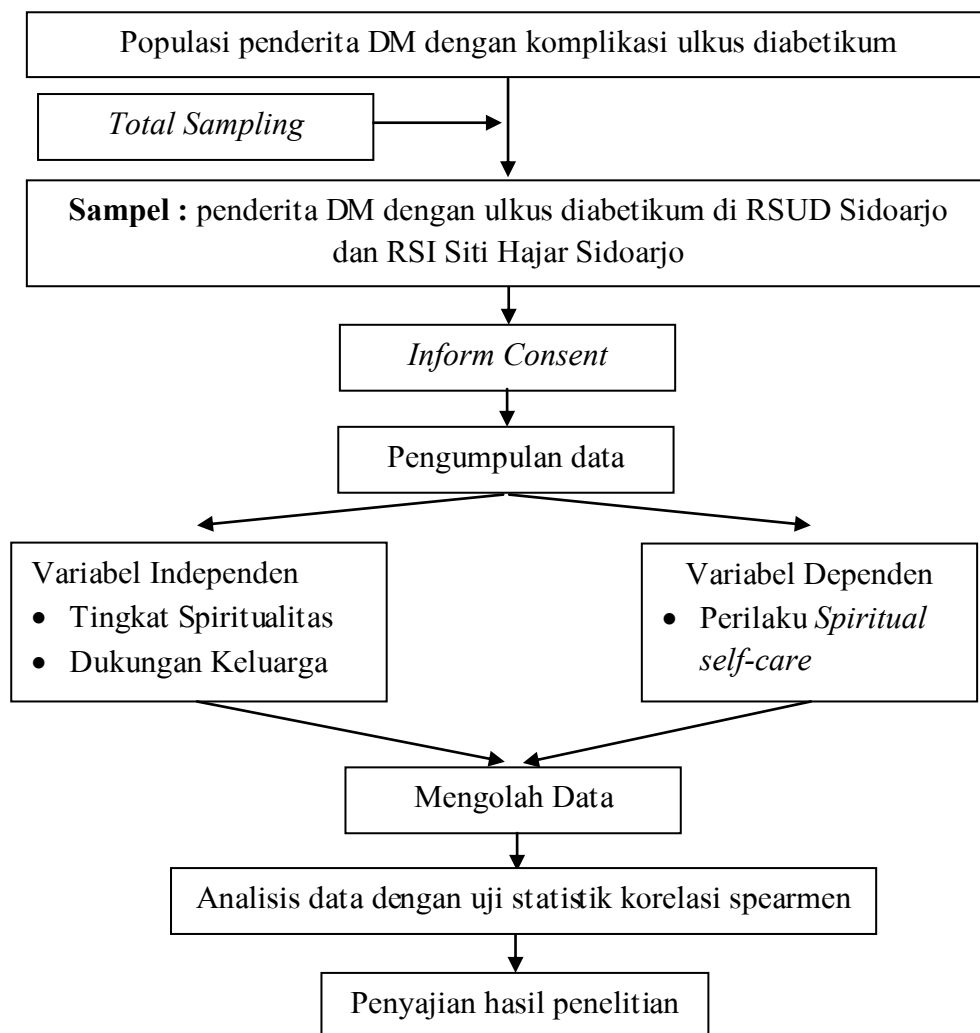 Populasi penderita DM dengan komplikasi ulkus diabetikum
Total Sampling
Sampel : penderita DM dengan ulkus diabetikum di RSUD Sidoarjo
dan RSI Siti Hajar Sidoarjo
Inform Consent
Pengumpulan data
Variabel Independen
• Tingkat Spiritualitas
• Dukungan Keluarga
Variabel Dependen
• Perilaku Spiritual
self-care
Mengolah Data
Analisis data dengan uji statistik korelasi spearmen
Penyajian hasil penelitian